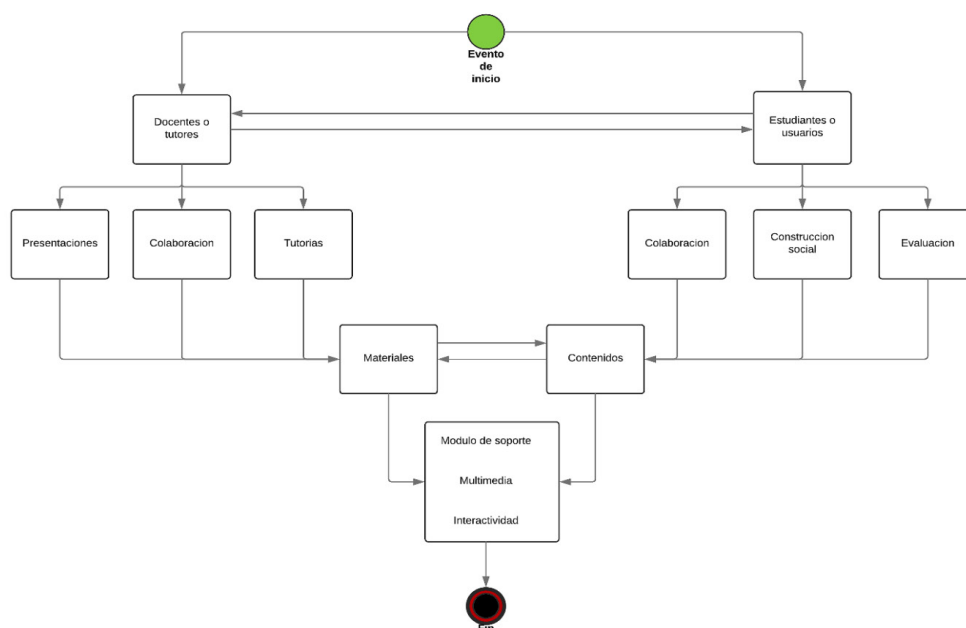 Evento
de
inicio
Docentes o
tutores
Estudiantes o
usuarios
Presentaciones
Colaboracion
Tutorias
Colaboracion
Construccion
social
Evaluacion
Materiales
Contenidos
Modulo de soporte
Multimedia
Interactividad
Fin